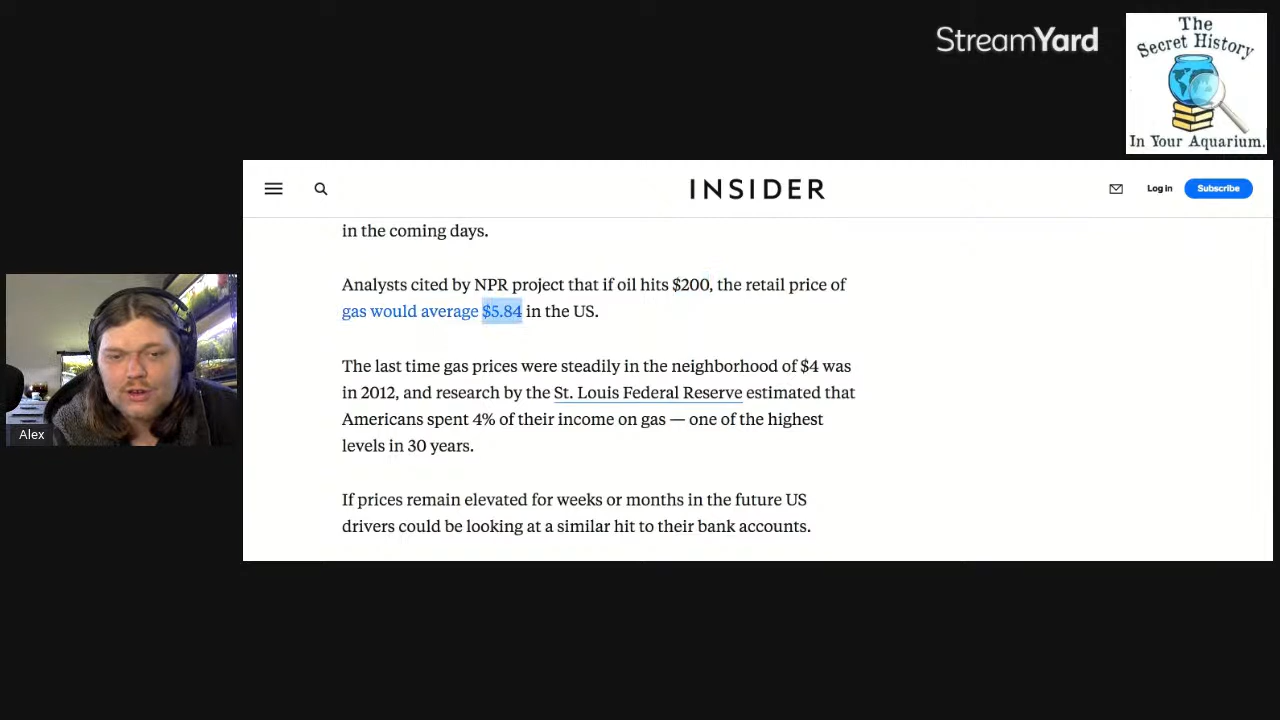 StreamYard
The
Secret History
In Your Aquarium.
INSIDER
Log in
Subscribe
in the coming days.
Analysts cited by NPR project that if oil hits $200, the retail price of
gas would average $5.84 in the US.
The last time gas prices were steadily in the neighborhood of $4 was
in 2012, and research by the St. Louis Federal Reserve estimated that
Americans spent 4% of their income on gas — one of the highest
levels in 30 years.
If prices remain elevated for weeks or months in the future US
drivers could be looking at a similar hit to their bank accounts.
Alex